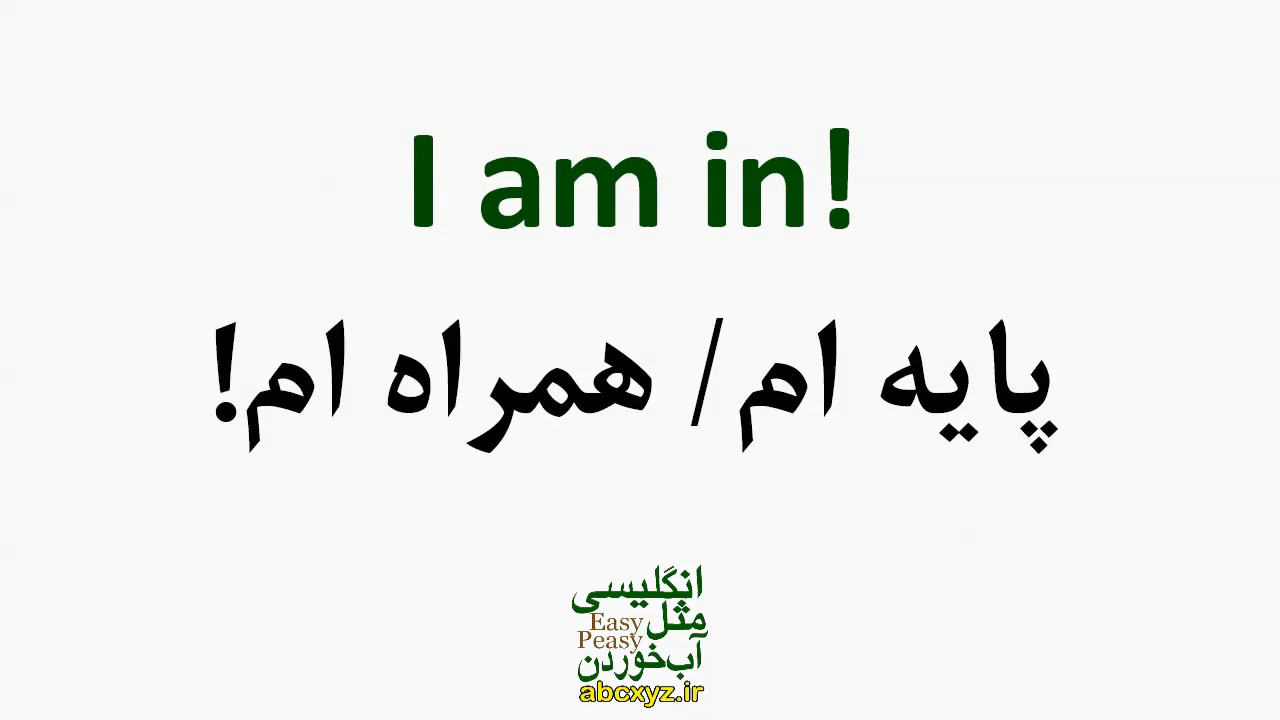 I am in!
پایه ام/ همراه ام!
انگلیسی
مثل Easy
Peasy
آب‌خوردن
abcxyz.ir